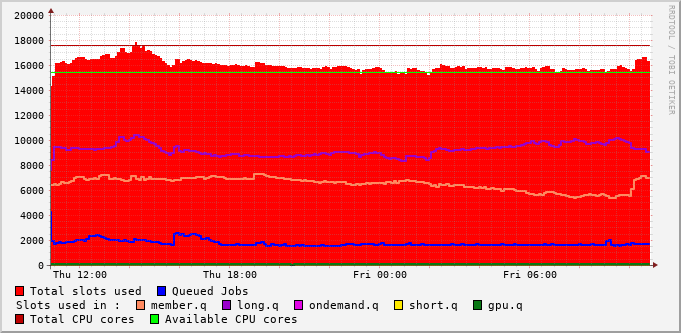 20000
18000
16000
14000
12000
10000
8000
6000
4000
2000
0
Thu 12:00 Thu 18:00 Fri 00:00 Fri 06:00
RRDTOOL / TOBI OETIKER
Total slots used Queued Jobs
Slots used in : member.q long.q ondemand.q short.q gpu.q
Total CPU cores Available CPU cores